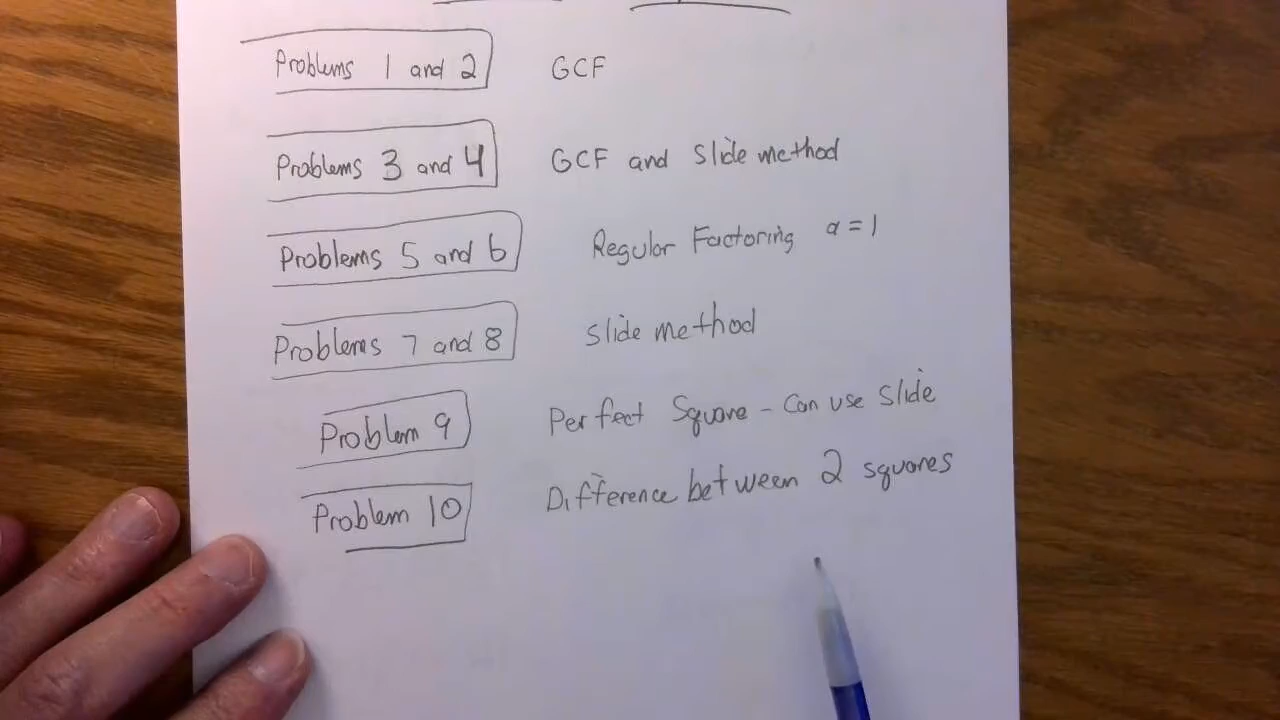 Problems 1 and 2 GCF
Problems 3 and 4 GCF and Slide method
Problems 5 and 6 Regular Factoring a = 1
Problems 7 and 8 slide method
Problem 9 Perfect Square - Can use slide
Problem 10 Difference between 2 squares